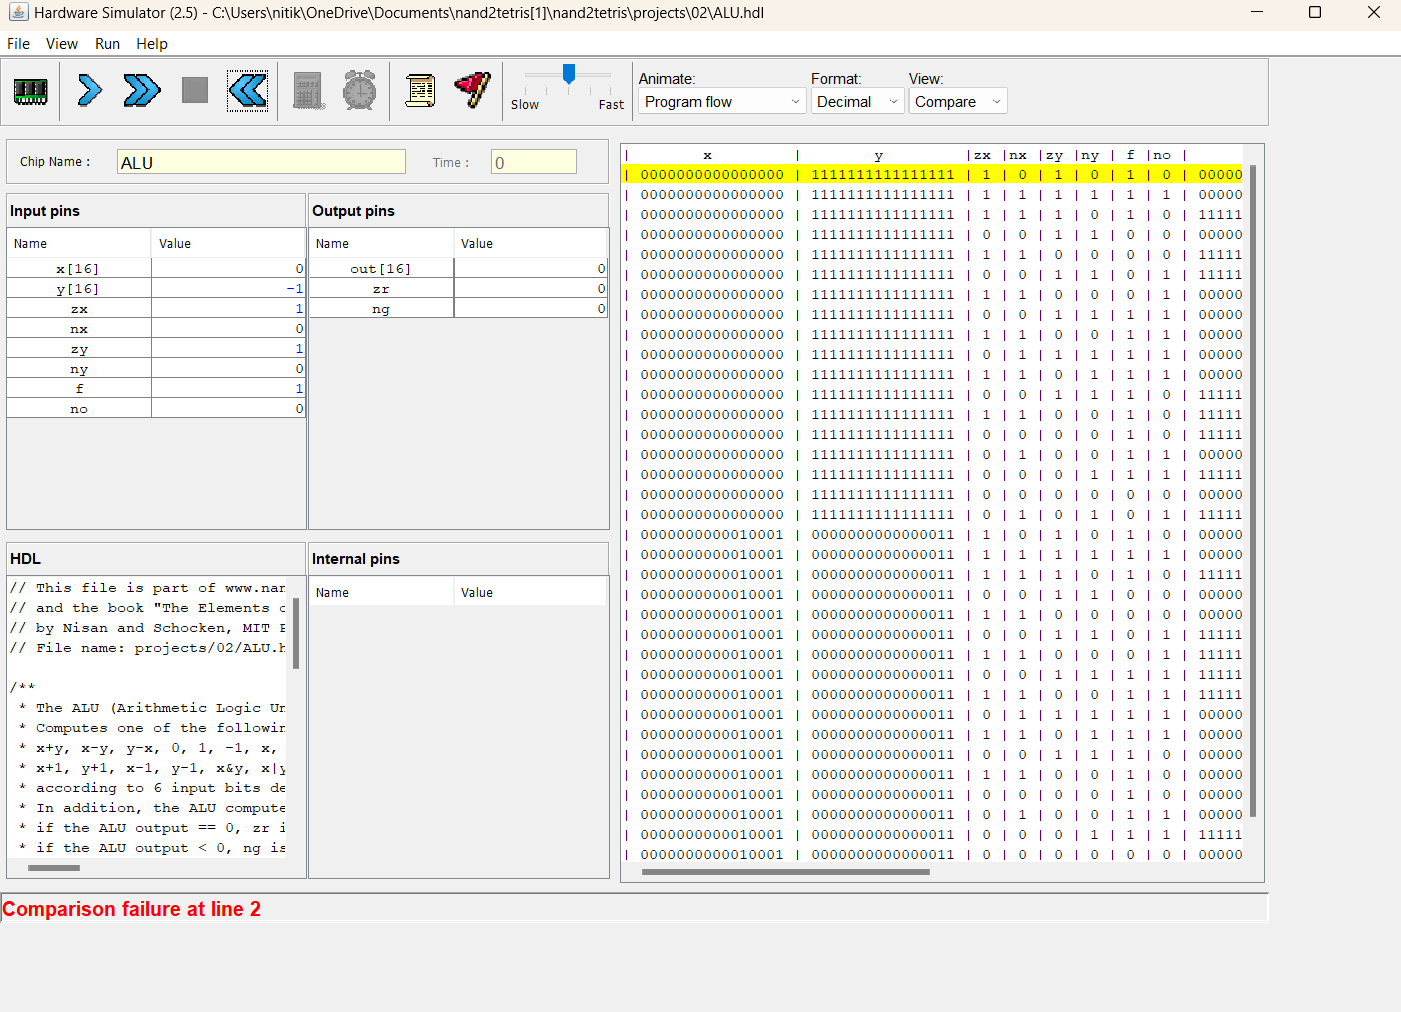 Hardware Simulator (2.5) - C:\Users\nitik\OneDrive\Documents\nand2tetris[1]\nand2tetris\projects\02\ALU.hdl
File View Run Help
Slow Fast
Animate: Format: View:
Program flow Decimal Compare
Chip Name : ALU Time : 0
Input pins
Name Value
x[16] 0
y[16] -1
zx 1
nx 0
zy 1
ny 0
f 1
no 0
Output pins
Name Value
out[16] 0
zr 0
ng 0
HDL
// This file is part of www.nan
// and the book "The Elements o
// by Nisan and Schocken, MIT P
// File name: projects/02/ALU.h
/**
* The ALU (Arithmetic Logic Un
* Computes one of the followin
* x+y, x-y, y-x, 0, 1, -1, x,
* x+1, y+1, x-1, y-1, x&y, x|y
* according to 6 input bits de
* In addition, the ALU compute
* if the ALU output == 0, zr i
* if the ALU output < 0, ng is
Internal pins
Name Value
| x | y |zx |nx |zy |ny | f |no |
| 0000000000000000 | 1111111111111111 | 1 | 0 | 1 | 0 | 1 | 0 | 00000
| 0000000000000000 | 1111111111111111 | 1 | 1 | 1 | 1 | 1 | 1 | 00000
| 0000000000000000 | 1111111111111111 | 1 | 1 | 1 | 0 | 1 | 0 | 11111
| 0000000000000000 | 1111111111111111 | 0 | 0 | 1 | 1 | 0 | 0 | 00000
| 0000000000000000 | 1111111111111111 | 1 | 1 | 0 | 0 | 0 | 0 | 11111
| 0000000000000000 | 1111111111111111 | 0 | 0 | 1 | 1 | 0 | 1 | 11111
| 0000000000000000 | 1111111111111111 | 1 | 1 | 0 | 0 | 0 | 1 | 00000
| 0000000000000000 | 1111111111111111 | 0 | 0 | 1 | 1 | 1 | 1 | 00000
| 0000000000000000 | 1111111111111111 | 1 | 1 | 0 | 0 | 1 | 1 | 00000
| 0000000000000000 | 1111111111111111 | 0 | 1 | 1 | 1 | 1 | 1 | 00000
| 0000000000000000 | 1111111111111111 | 1 | 1 | 0 | 1 | 1 | 1 | 00000
| 0000000000000000 | 1111111111111111 | 0 | 0 | 1 | 1 | 1 | 0 | 11111
| 0000000000000000 | 1111111111111111 | 1 | 1 | 0 | 0 | 1 | 0 | 11111
| 0000000000000000 | 1111111111111111 | 0 | 0 | 0 | 0 | 1 | 0 | 11111
| 0000000000000000 | 1111111111111111 | 0 | 1 | 0 | 0 | 1 | 1 | 00000
| 0000000000000000 | 1111111111111111 | 0 | 0 | 0 | 1 | 1 | 1 | 11111
| 0000000000000000 | 1111111111111111 | 0 | 0 | 0 | 0 | 0 | 0 | 00000
| 0000000000000000 | 1111111111111111 | 0 | 1 | 0 | 1 | 0 | 1 | 11111
| 0000000000010001 | 0000000000000011 | 1 | 0 | 1 | 0 | 1 | 0 | 00000
| 0000000000010001 | 0000000000000011 | 1 | 1 | 1 | 1 | 1 | 1 | 00000
| 0000000000010001 | 0000000000000011 | 1 | 1 | 1 | 0 | 1 | 0 | 11111
| 0000000000010001 | 0000000000000011 | 0 | 0 | 1 | 1 | 0 | 0 | 00000
| 0000000000010001 | 0000000000000011 | 1 | 1 | 0 | 0 | 0 | 0 | 00000
| 0000000000010001 | 0000000000000011 | 0 | 0 | 1 | 1 | 0 | 1 | 11111
| 0000000000010001 | 0000000000000011 | 1 | 1 | 0 | 0 | 0 | 1 | 11111
| 0000000000010001 | 0000000000000011 | 0 | 0 | 1 | 1 | 1 | 1 | 11111
| 0000000000010001 | 0000000000000011 | 1 | 1 | 0 | 0 | 1 | 1 | 11111
| 0000000000010001 | 0000000000000011 | 0 | 1 | 1 | 1 | 1 | 1 | 00000
| 0000000000010001 | 0000000000000011 | 1 | 1 | 0 | 1 | 1 | 1 | 00000
| 0000000000010001 | 0000000000000011 | 0 | 0 | 1 | 1 | 1 | 0 | 00000
| 0000000000010001 | 0000000000000011 | 1 | 1 | 0 | 0 | 1 | 0 | 00000
| 0000000000010001 | 0000000000000011 | 0 | 0 | 0 | 0 | 1 | 0 | 00000
| 0000000000010001 | 0000000000000011 | 0 | 1 | 0 | 0 | 1 | 1 | 00000
| 0000000000010001 | 0000000000000011 | 0 | 0 | 0 | 1 | 1 | 1 | 11111
| 0000000000010001 | 0000000000000011 | 0 | 0 | 0 | 0 | 0 | 0 | 00000
Comparison failure at line 2